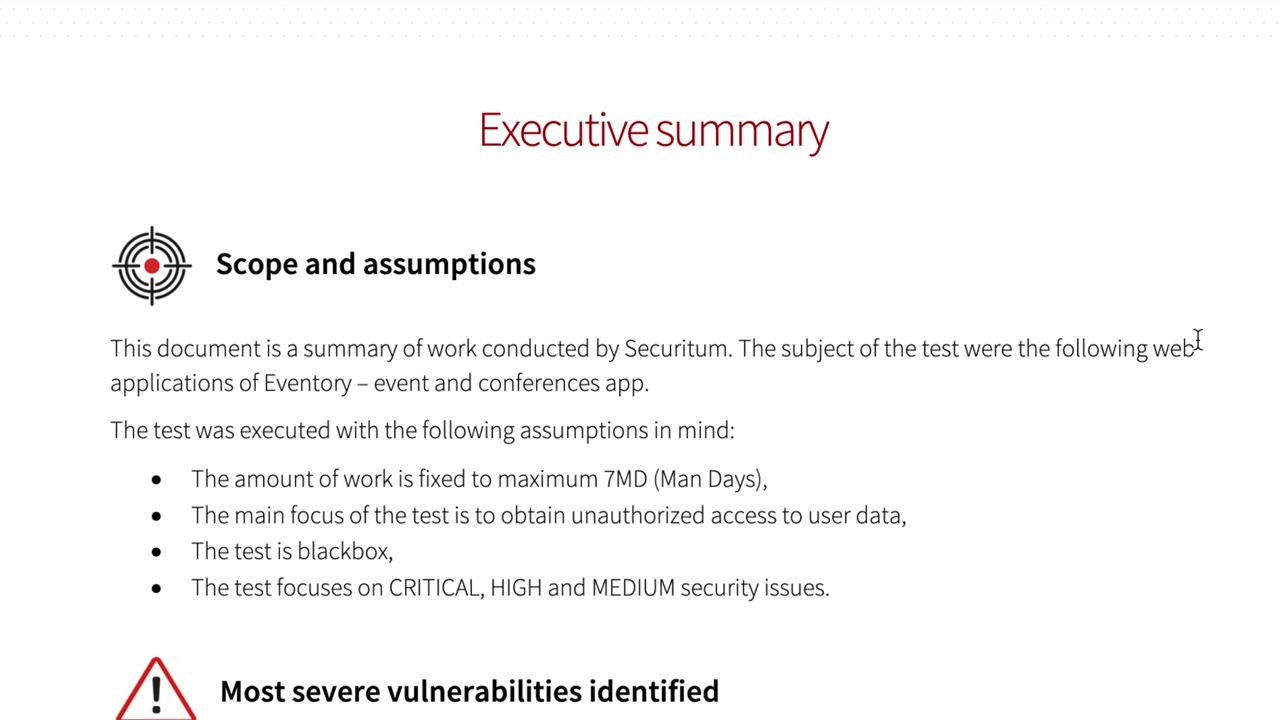 Executive summary
Scope and assumptions
This document is a summary of work conducted by Securitum. The subject of the test were the following web
applications of Eventory – event and conferences app.
The test was executed with the following assumptions in mind:
• The amount of work is fixed to maximum 7MD (Man Days),
• The main focus of the test is to obtain unauthorized access to user data,
• The test is blackbox,
• The test focuses on CRITICAL, HIGH and MEDIUM security issues.
Most severe vulnerabilities identified